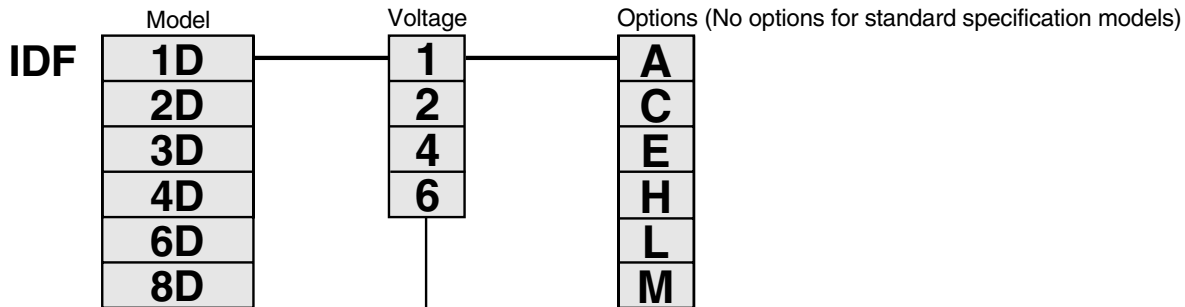 Model Voltage Options (No options for standard specification models)
IDF 1D 1 A
2D 2 C
3D 4 E
4D 6 H
6D L
8D M